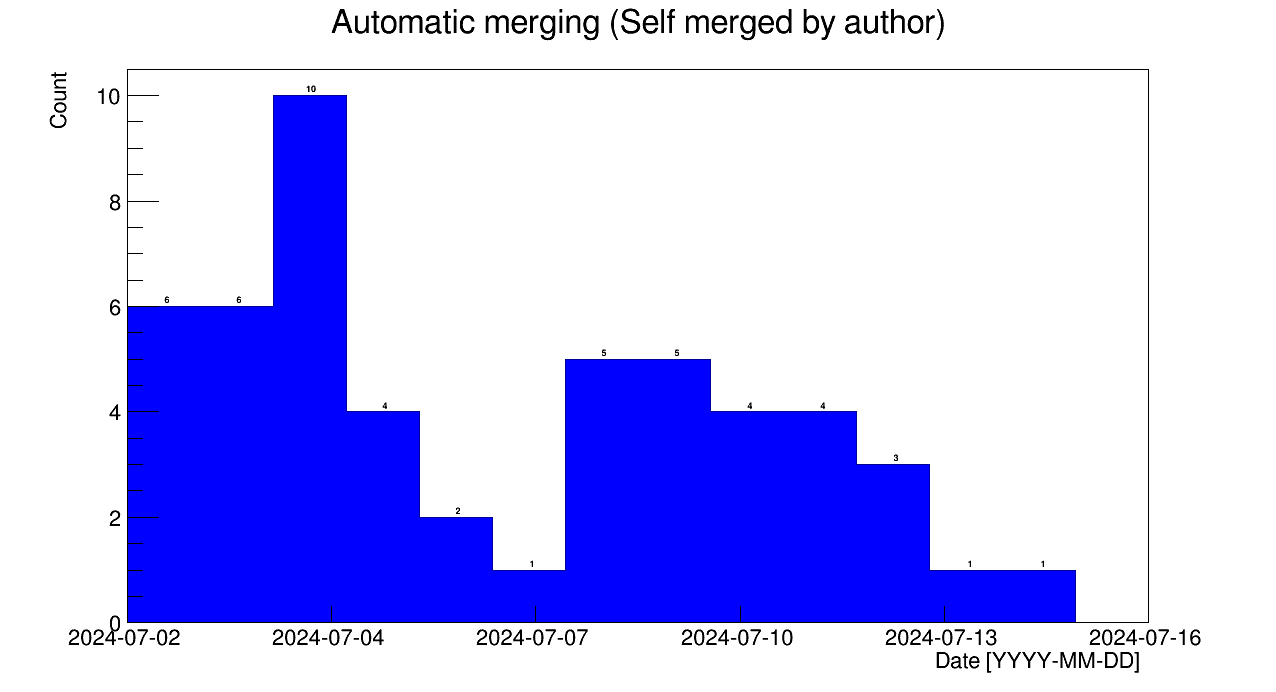 Automatic merging (Self merged by author)
Count
10
8
6
4
2
0
6 6 10 4 2 1 5 5 4 4 3 1 1
2024-07-02 2024-07-04 2024-07-07 2024-07-10 2024-07-13 2024-07-16
Date [YYYY-MM-DD]